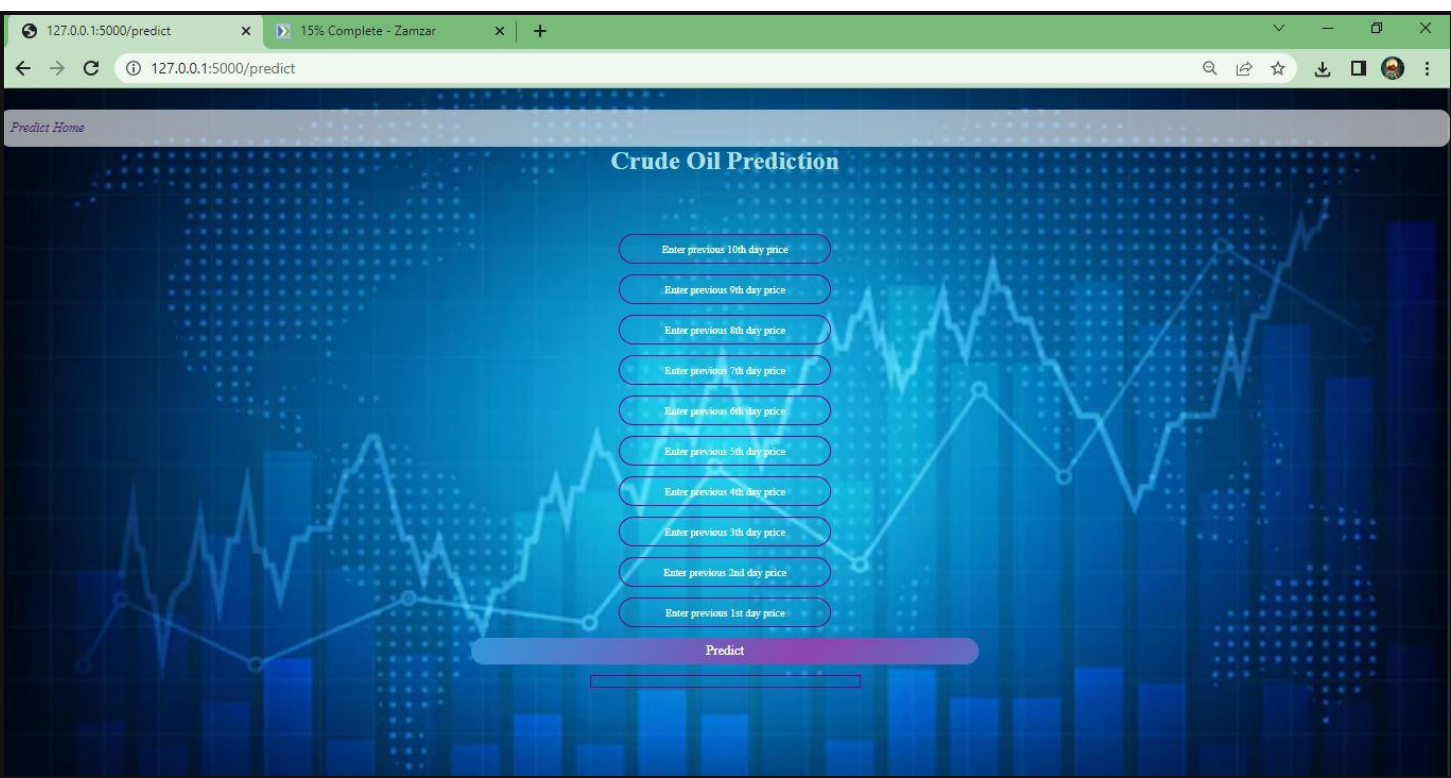 127.0.0.1:5000/predict
15% Complete - Zamzar
127.0.0.1:5000/predict
Predict Home
Crude Oil Prediction
Enter previous 10th day price
Enter previous 9th day price
Enter previous 8th day price
Enter previous 7th day price
Enter previous 6th day price
Enter previous 5th day price
Enter previous 4th day price
Enter previous 3th day price
Enter previous 2nd day price
Enter previous 1st day price
Predict